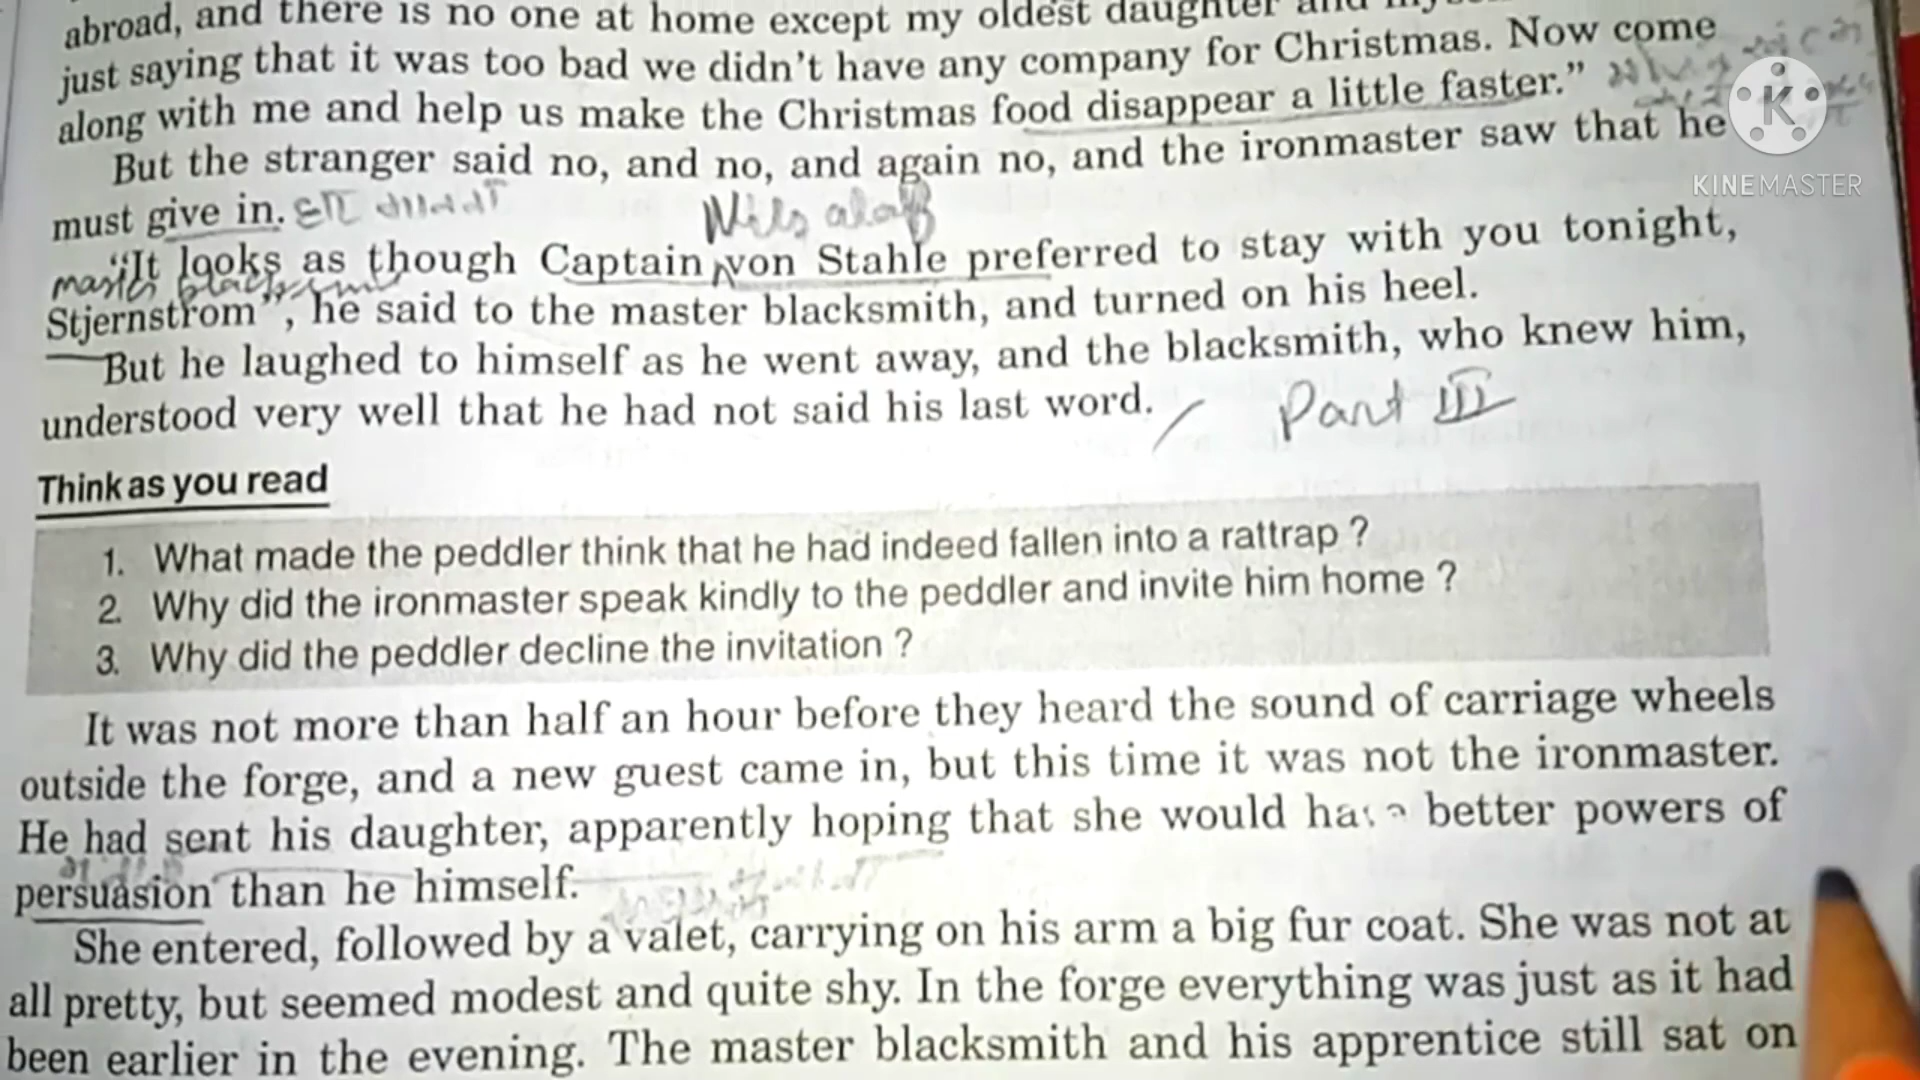 abroad, and there is no one at home except my oldest daughter and
just saying that it was too bad we didn't have any company for Christmas. Now come
along with me and help us make the Christmas food disappear a little faster."
But the stranger said no, and no, and again no, and the ironmaster saw that he
must give in.
Nils
"It looks as though Captain von Stahle preferred to stay with you tonight,
master blacksmith
Stjernstrom", he said to the master blacksmith, and turned on his heel.
But he laughed to himself as he went away, and the blacksmith, who knew him,
understood very well that he had not said his last word.
Part III
Think as you read
1. What made the peddler think that he had indeed fallen into a rattrap ?
2. Why did the ironmaster speak kindly to the peddler and invite him home ?
3. Why did the peddler decline the invitation ?
It was not more than half an hour before they heard the sound of carriage wheels
outside the forge, and a new guest came in, but this time it was not the ironmaster.
He had sent his daughter, apparently hoping that she would have better powers of
persuasion than he himself.
She entered, followed by a valet, carrying on his arm a big fur coat. She was not at
all pretty, but seemed modest and quite shy. In the forge everything was just as it had
been earlier in the evening. The master blacksmith and his apprentice still sat on
K
KINEMASTER